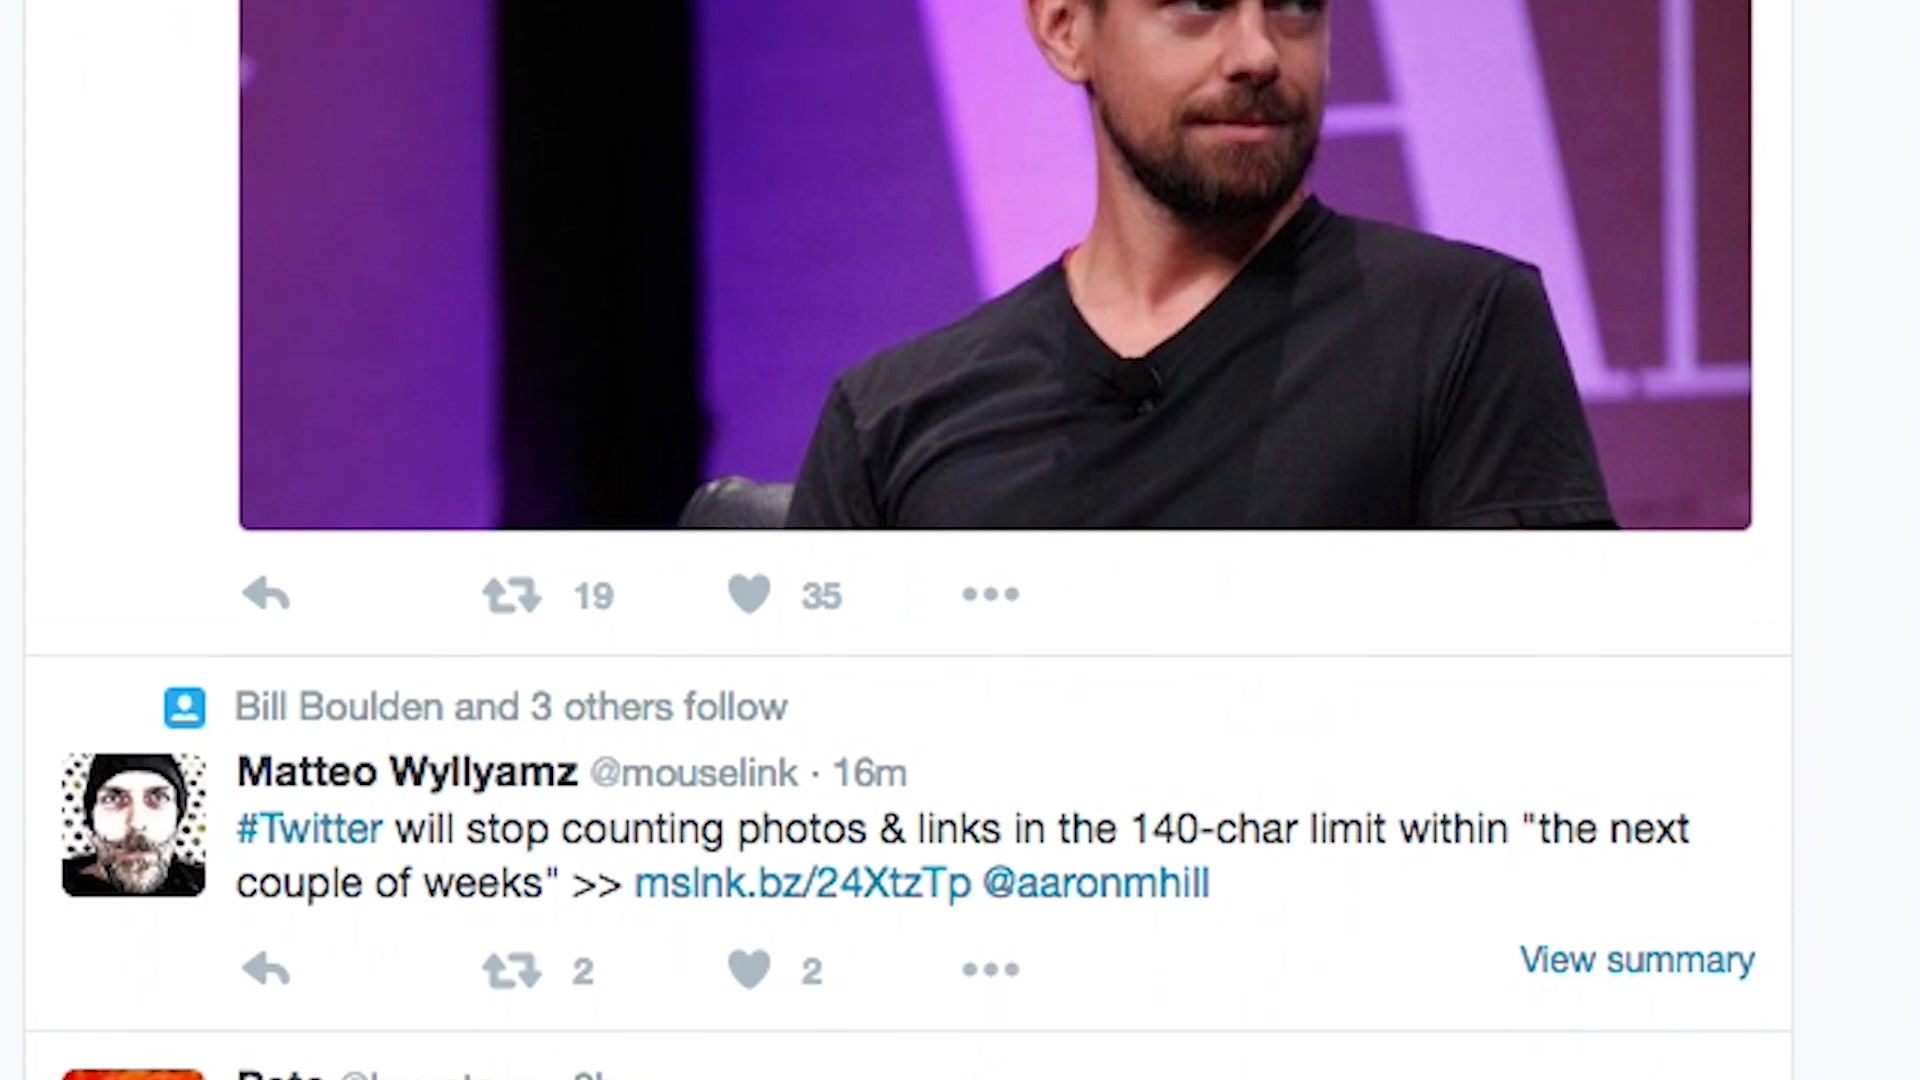 19 35
Bill Boulden and 3 others follow
Matteo Wyllyamz @mouselink · 16m
#Twitter will stop counting photos & links in the 140-char limit within "the next
couple of weeks" >> mslnk.bz/24XtzTp @aaronmhill
2 2
View summary